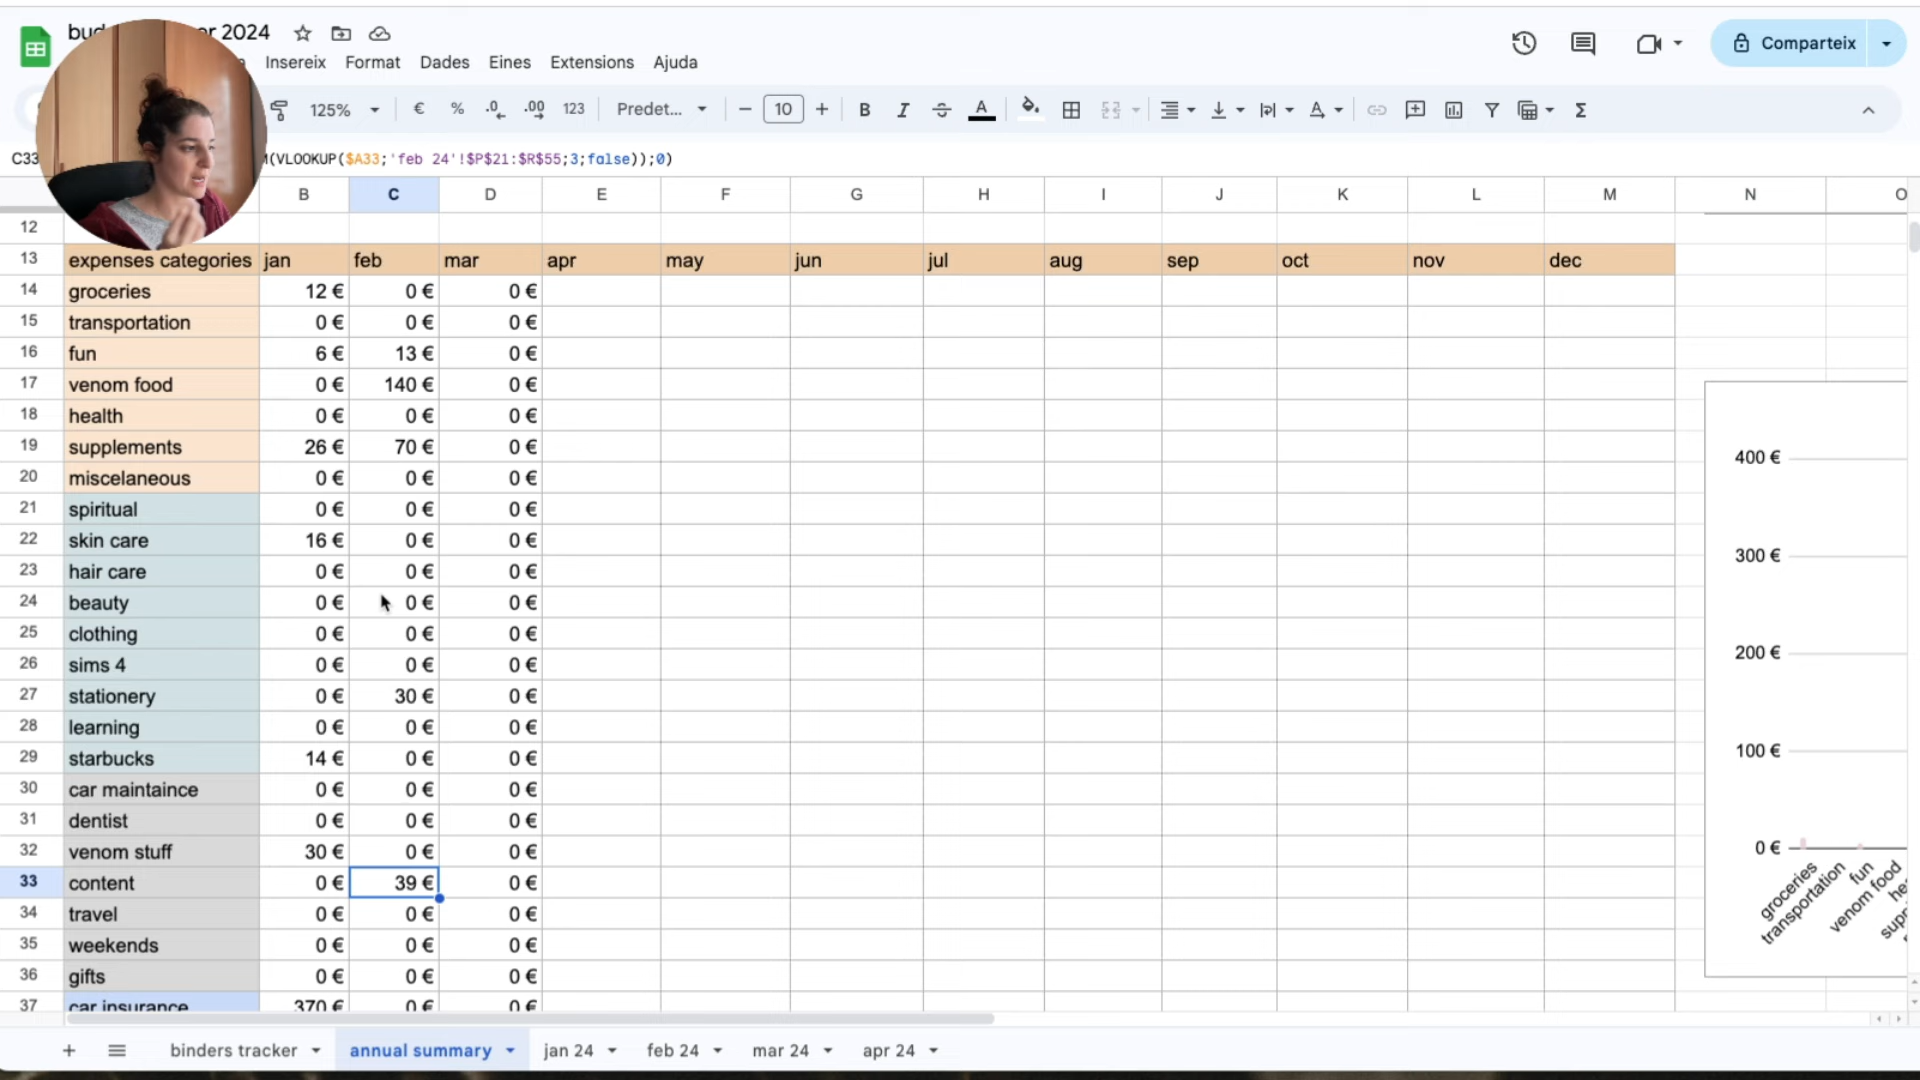 2024
Insereix Format Dades Eines Extensions Ajuda
Comparteix
125% € % .0 .00 123 Predet... 10 B I A
C33
(VLOOKUP($A33;'feb 24'!$P$21:$R$55;3;false));0)
B C D E F G H I J K L M N O
12
13 expenses categories jan feb mar apr may jun jul aug sep oct nov dec
14 groceries 12 € 0 € 0 €
15 transportation 0 € 0 € 0 €
16 fun 6 € 13 € 0 €
17 venom food 0 € 140 € 0 €
18 health 0 € 0 € 0 €
19 supplements 26 € 70 € 0 €
20 miscelaneous 0 € 0 € 0 €
21 spiritual 0 € 0 € 0 €
22 skin care 16 € 0 € 0 €
23 hair care 0 € 0 € 0 €
24 beauty 0 € 0 € 0 €
25 clothing 0 € 0 € 0 €
26 sims 4 0 € 0 € 0 €
27 stationery 0 € 30 € 0 €
28 learning 0 € 0 € 0 €
29 starbucks 14 € 0 € 0 €
30 car maintaince 0 € 0 € 0 €
31 dentist 0 € 0 € 0 €
32 venom stuff 30 € 0 € 0 €
33 content 0 € 39 € 0 €
34 travel 0 € 0 € 0 €
35 weekends 0 € 0 € 0 €
36 gifts 0 € 0 € 0 €
37 car insurance 370 € 0 € 0 €
400 €
300 €
200 €
100 €
0 €
groceries
transportation
fun
venom food
binders tracker annual summary jan 24 feb 24 mar 24 apr 24